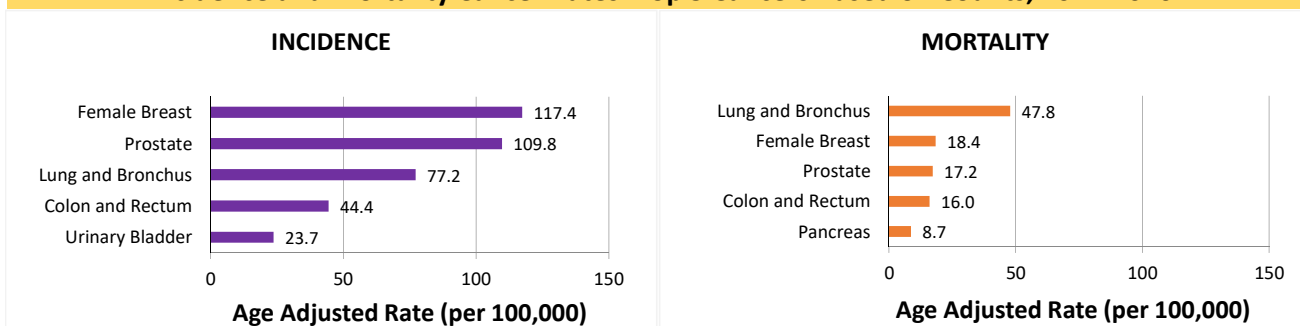 INCIDENCE
Female Breast 117.4
Prostate 109.8
Lung and Bronchus 77.2
Colon and Rectum 44.4
Urinary Bladder 23.7
0 50 100 150
Age Adjusted Rate (per 100,000)
MORTALITY
Lung and Bronchus 47.8
Female Breast 18.4
Prostate 17.2
Colon and Rectum 16.0
Pancreas 8.7
0 50 100 150
Age Adjusted Rate (per 100,000)